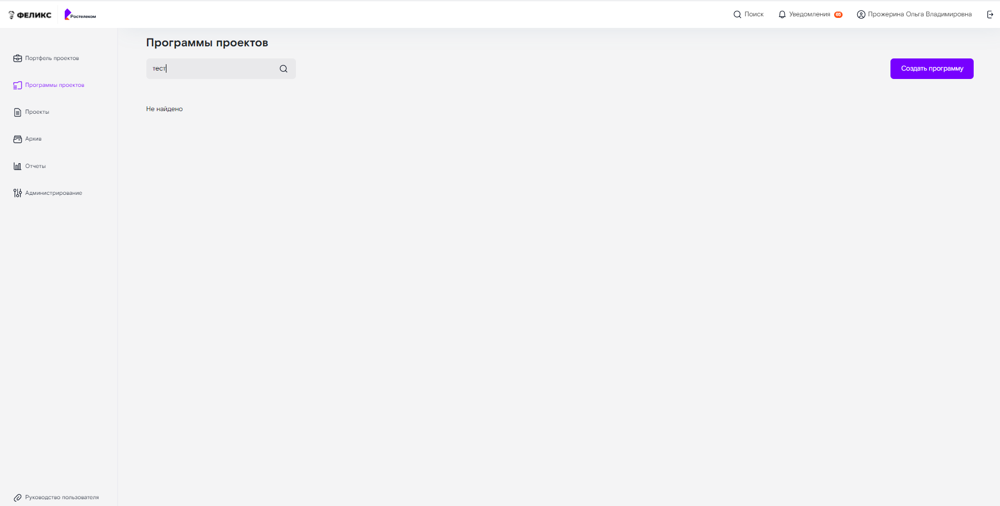 ФЕЛИКС
Ростелеком
Поиск
Уведомления 65
Прожерина Ольга Владимировна
Портфель проектов
Программы проектов
Проекты
Архив
Отчеты
Администрирование
Руководство пользователя
Программы проектов
тест
Создать программу
Не найдено